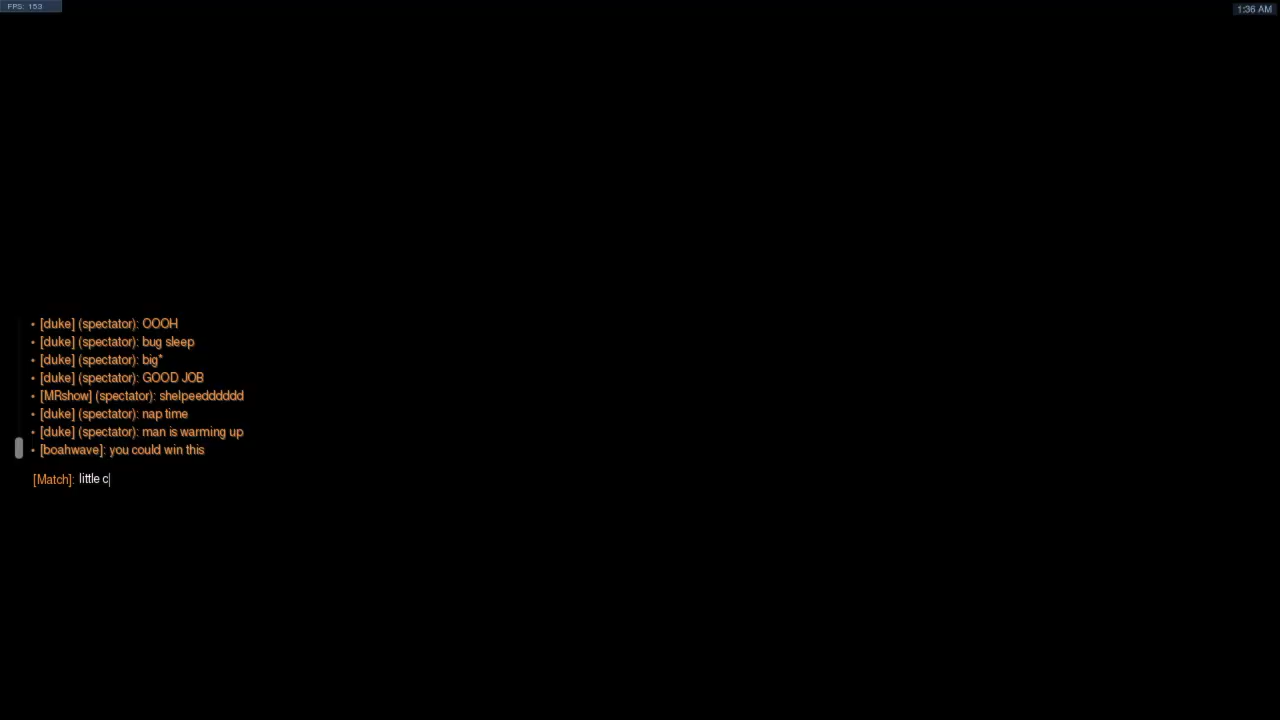 FPS: 153
1:36 AM
• [duke] (spectator): OOOH
• [duke] (spectator): bug sleep
• [duke] (spectator): big*
• [duke] (spectator): GOOD JOB
• [MRshow] (spectator): shelpeedddddd
• [duke] (spectator): nap time
• [duke] (spectator): man is warming up
• [boahwave]: you could win this
[Match]: little c